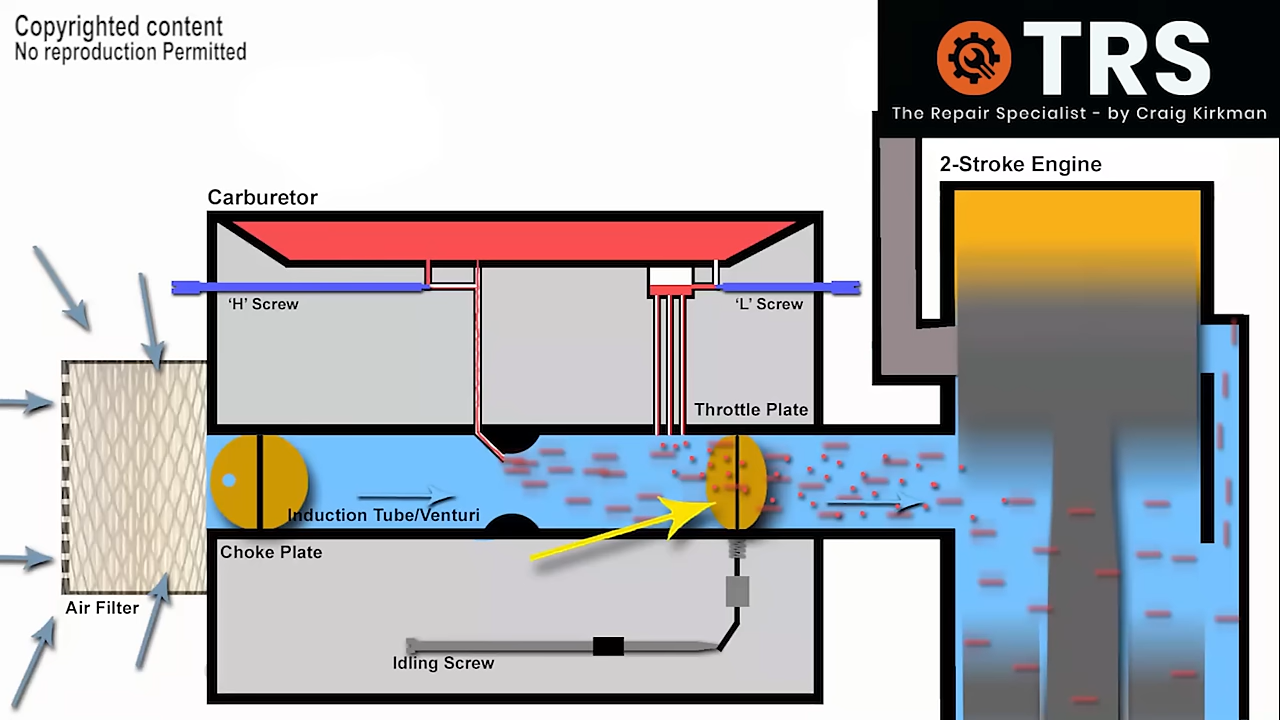 Copyrighted content
No reproduction Permitted
TRS
The Repair Specialist - by Craig Kirkman
2-Stroke Engine
Carburetor
'H' Screw
'L' Screw
Throttle Plate
Induction Tube/Venturi
Choke Plate
Air Filter
Idling Screw